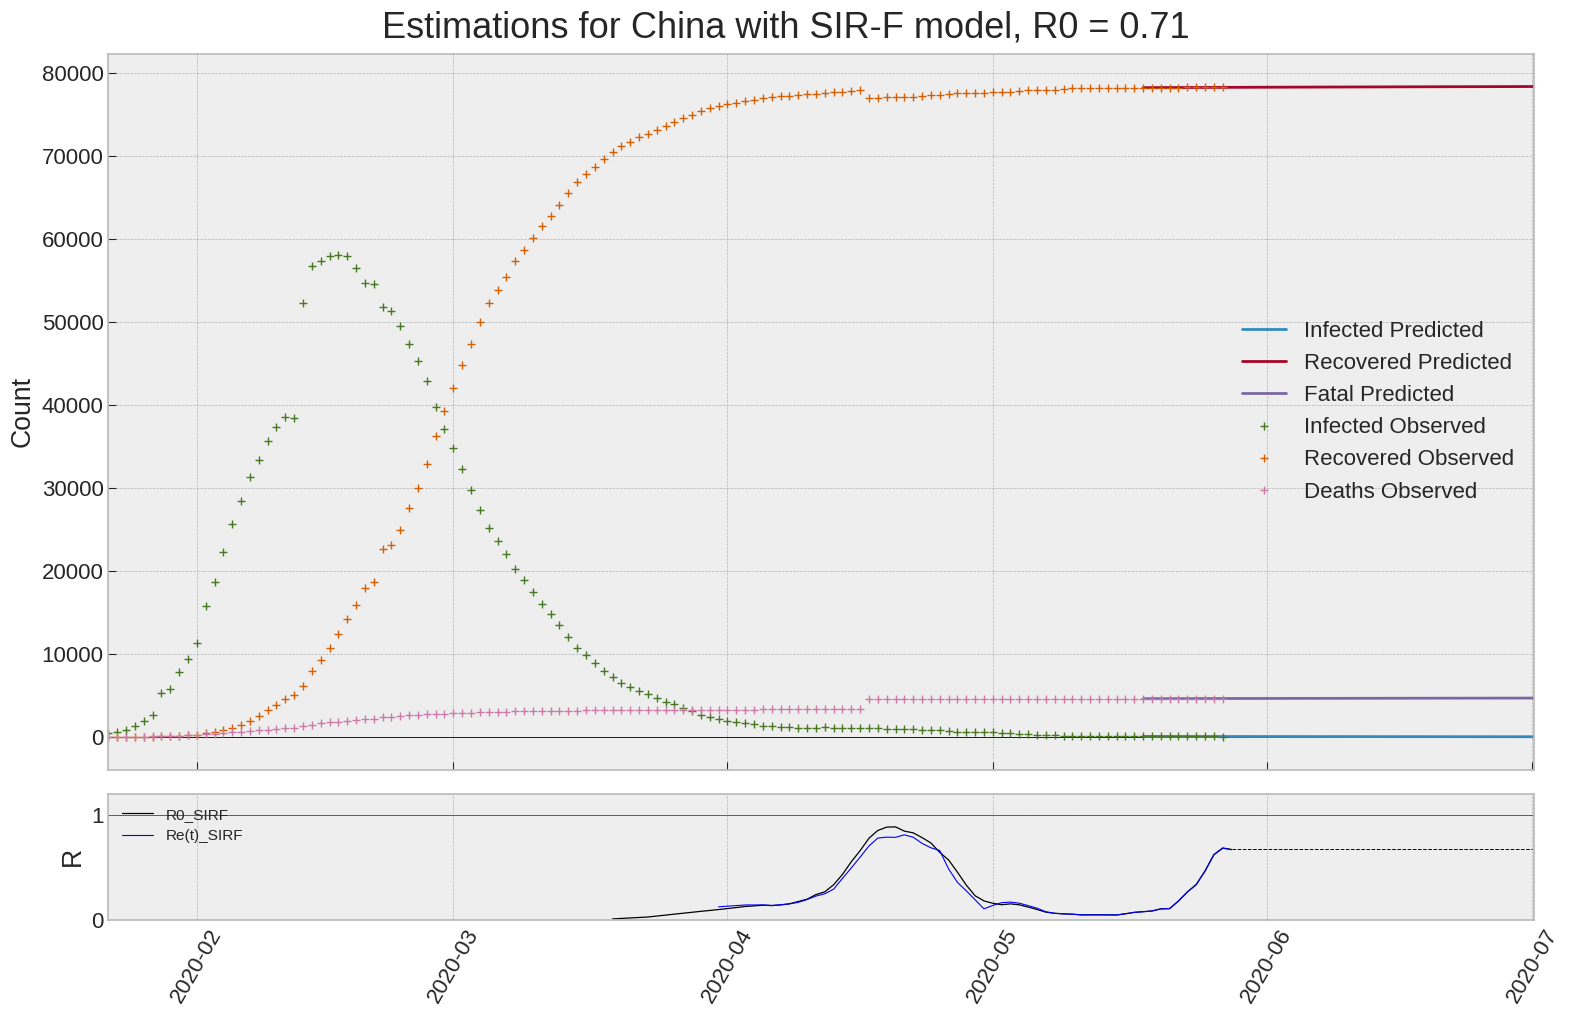 Estimations for China with SIR-F model, R0 = 0.71
80000
70000
60000
50000
40000
30000
20000
10000
0
Count
Infected Predicted
Recovered Predicted
Fatal Predicted
Infected Observed
Recovered Observed
Deaths Observed
1
0
R
R0_SIRF
Re(t)_SIRF
2020-02
2020-03
2020-04
2020-05
2020-06
2020-07